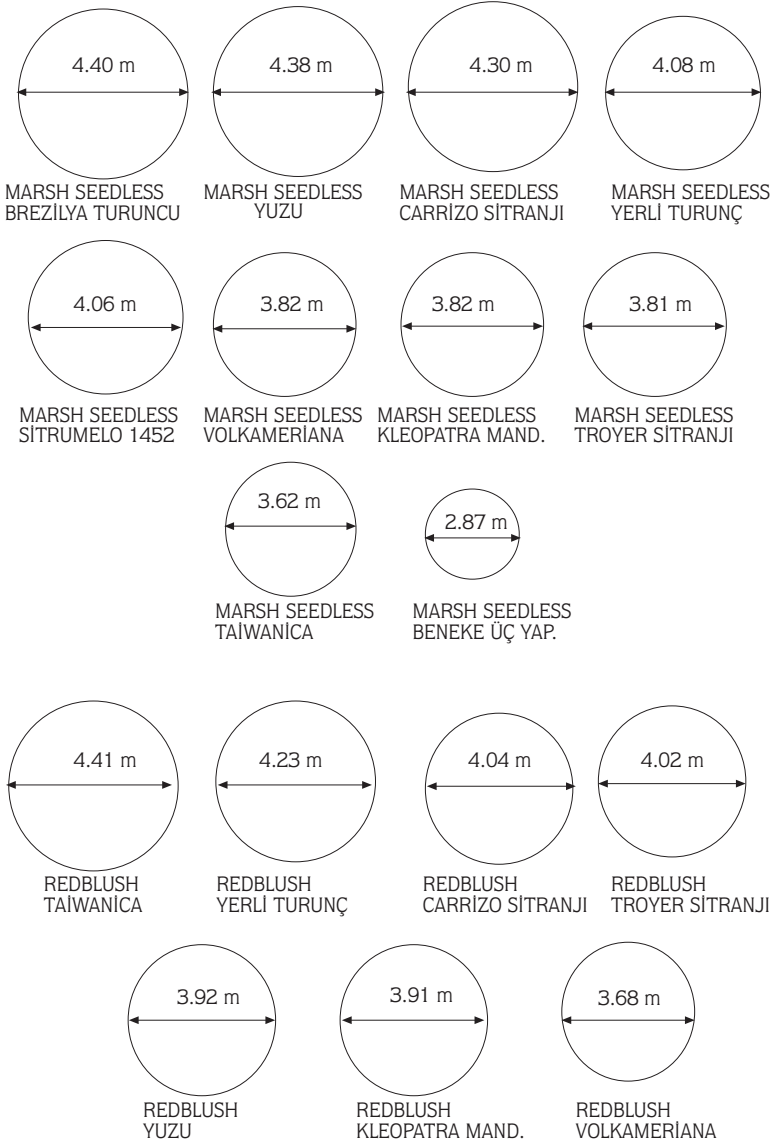 4.40 m
4.38 m
4.30 m
4.08 m
MARSH SEEDLESS
BREZİLYA TURUNCU
MARSH SEEDLESS
YUZU
MARSH SEEDLESS
CARRİZO SİTRANJI
MARSH SEEDLESS
YERLİ TURUNÇ
4.06 m
3.82 m
3.82 m
3.81 m
MARSH SEEDLESS
SİTRUMELO 1452
MARSH SEEDLESS
VOLKAMERİANA
MARSH SEEDLESS
KLEOPATRA MAND.
MARSH SEEDLESS
TROYER SİTRANJI
3.62 m
2.87 m
MARSH SEEDLESS
TAİWANİCA
MARSH SEEDLESS
BENEKE ÜÇ YAP.
4.41 m
4.23 m
4.04 m
4.02 m
REDBLUSH
TAİWANİCA
REDBLUSH
YERLİ TURUNÇ
REDBLUSH
CARRİZO SİTRANJI
REDBLUSH
TROYER SİTRANJI
3.92 m
3.91 m
3.68 m
REDBLUSH
YUZU
REDBLUSH
KLEOPATRA MAND.
REDBLUSH
VOLKAMERİANA